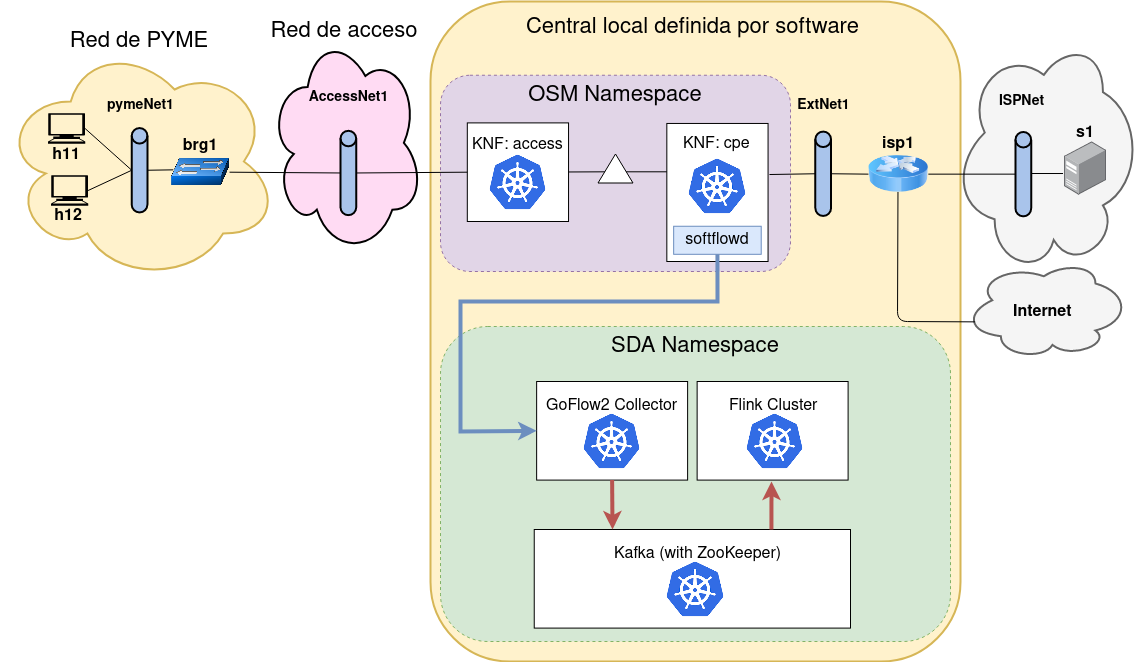 Red de PYME
Red de acceso
Central local definida por software
pymeNet1
h11
h12
brg1
AccessNet1
OSM Namespace
KNF: access
KNF: cpe
softflowd
ExtNet1
isp1
ISPNet
s1
Internet
SDA Namespace
GoFlow2 Collector
Flink Cluster
Kafka (with ZooKeeper)